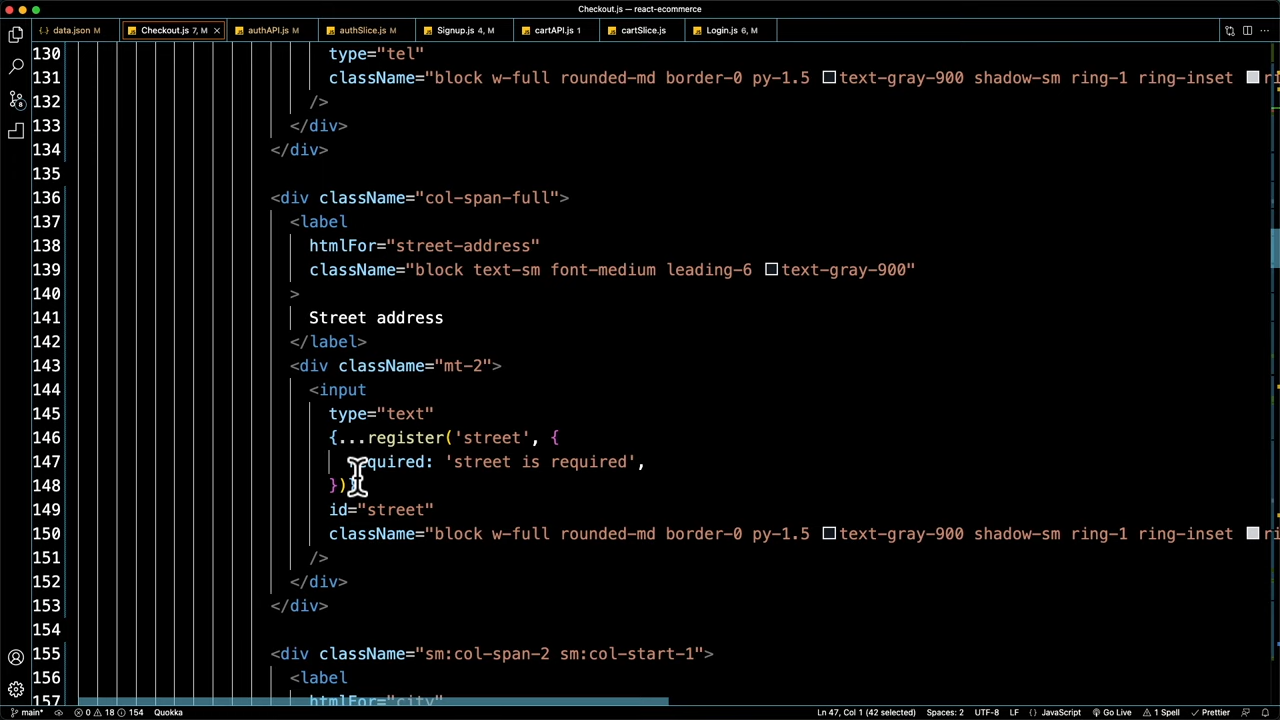 Checkout.js — react-ecommerce
{} data.json M
Checkout.js 7, M ×
authAPI.js M
authSlice.js M
Signup.js 4, M
cartAPI.js 1
cartSlice.js
Login.js 6, M
130 type="tel"
131 className="block w-full rounded-md border-0 py-1.5 text-gray-900 shadow-sm ring-1 ring-inset ri
132 />
133 </div>
134 </div>
135
136 <div className="col-span-full">
137 <label
138 htmlFor="street-address"
139 className="block text-sm font-medium leading-6 text-gray-900"
140 >
141 Street address
142 </label>
143 <div className="mt-2">
144 <input
145 type="text"
146 {...register('street', {
147 quired: 'street is required',
148 })}
149 id="street"
150 className="block w-full rounded-md border-0 py-1.5 text-gray-900 shadow-sm ring-1 ring-inset ri
151 />
152 </div>
153 </div>
154
155 <div className="sm:col-span-2 sm:col-start-1">
156 <label
157 htmlFor="city"
main* 0 18 154 Quokka Ln 47, Col 1 (42 selected) Spaces: 2 UTF-8 LF {} JavaScript Go Live 1 Spell Prettier